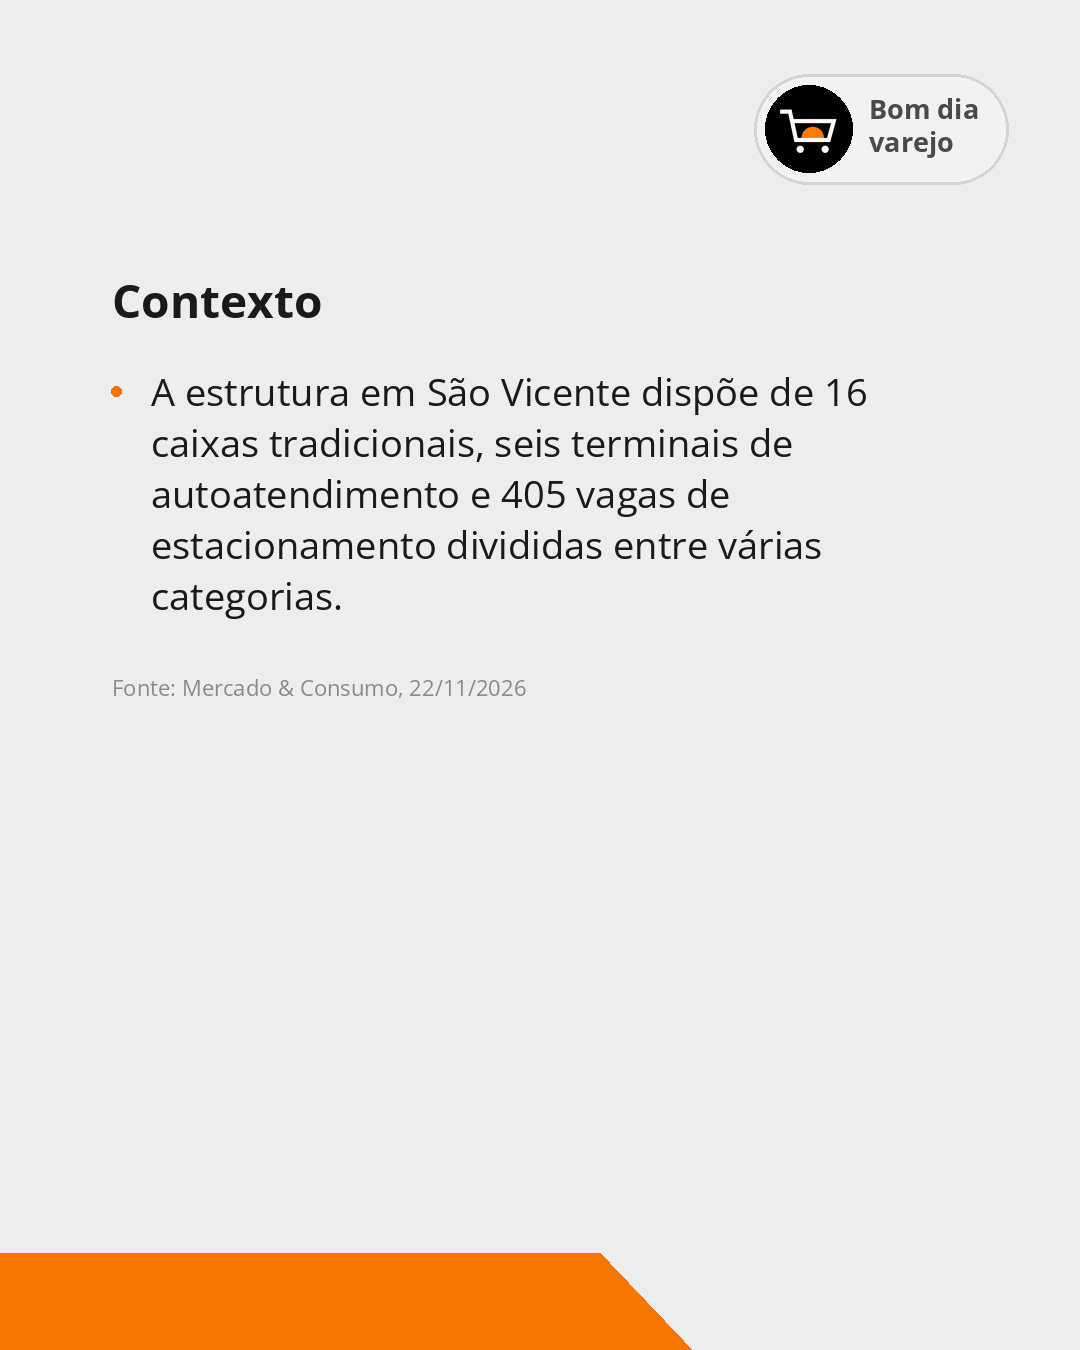 Bom dia
varejo
Contexto
• A estrutura em São Vicente dispõe de 16
caixas tradicionais, seis terminais de
autoatendimento e 405 vagas de
estacionamento divididas entre várias
categorias.
Fonte: Mercado & Consumo, 22/11/2026